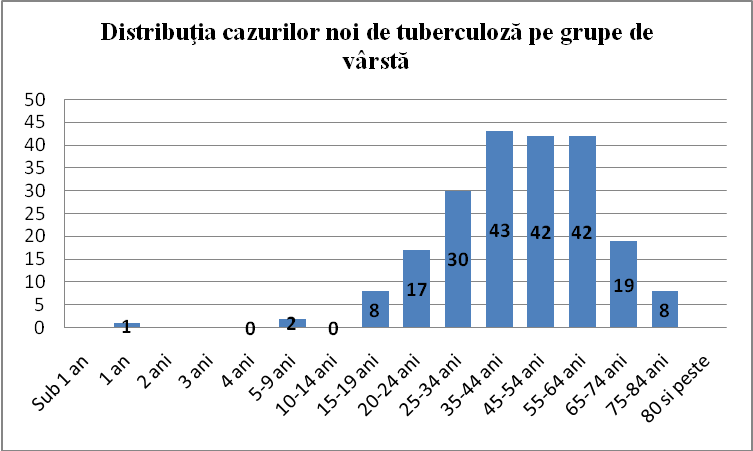 Distribuţia cazurilor noi de tuberculoză pe grupe de
vârstă
50
45
40
35
30
25
20
15
10
5
0
1
0
2
0
8
17
30
43
42
42
19
8
Sub 1 an
1 an
2 ani
3 ani
4 ani
5-9 ani
10-14 ani
15-19 ani
20-24 ani
25-34 ani
35-44 ani
45-54 ani
55-64 ani
65-74 ani
75-84 ani
80 si peste